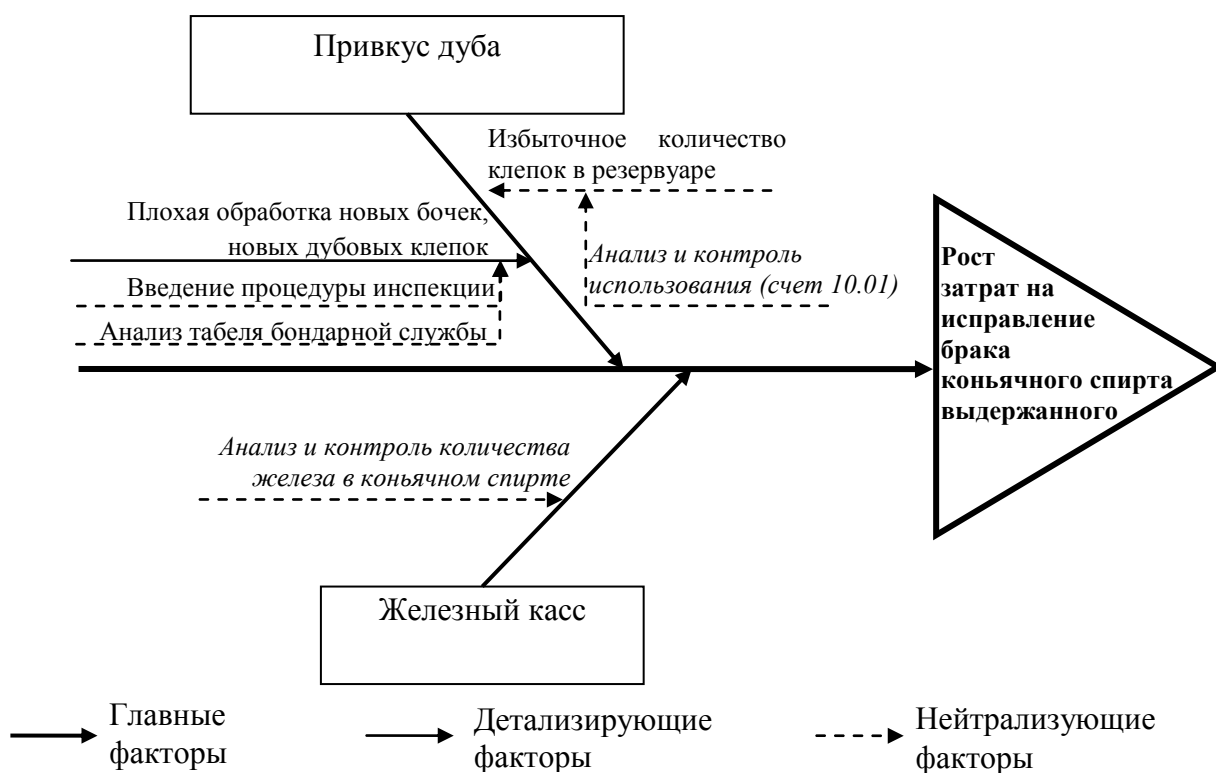 Привкус дуба
Избыточное количество
клепок в резервуаре
Плохая обработка новых бочек,
новых дубовых клепок
Анализ и контроль
использования (счет 10.01)
Введение процедуры инспекции
Анализ табеля бондарной службы
Рост
затрат на
исправление
брака
коньячного спирта
выдержанного
Анализ и контроль количества
железа в коньячном спирте
Железный касс
Главные
факторы
Детализирующие
факторы
Нейтрализующие
факторы